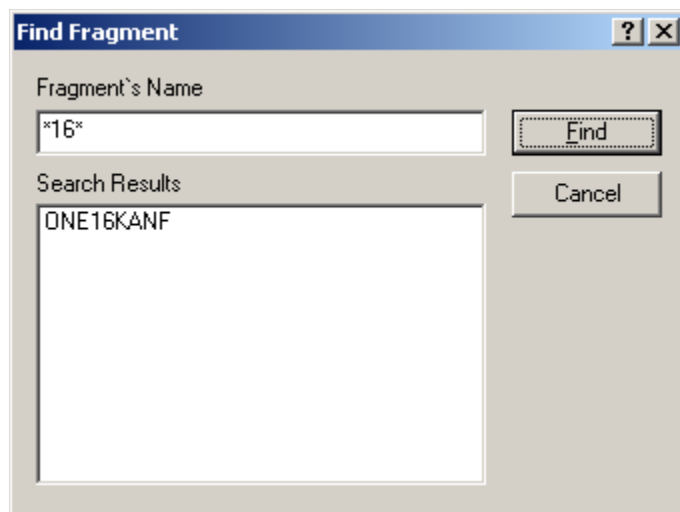 Find Fragment
Fragment`s Name
*16*
Find
Search Results
Cancel
ONE16KANF